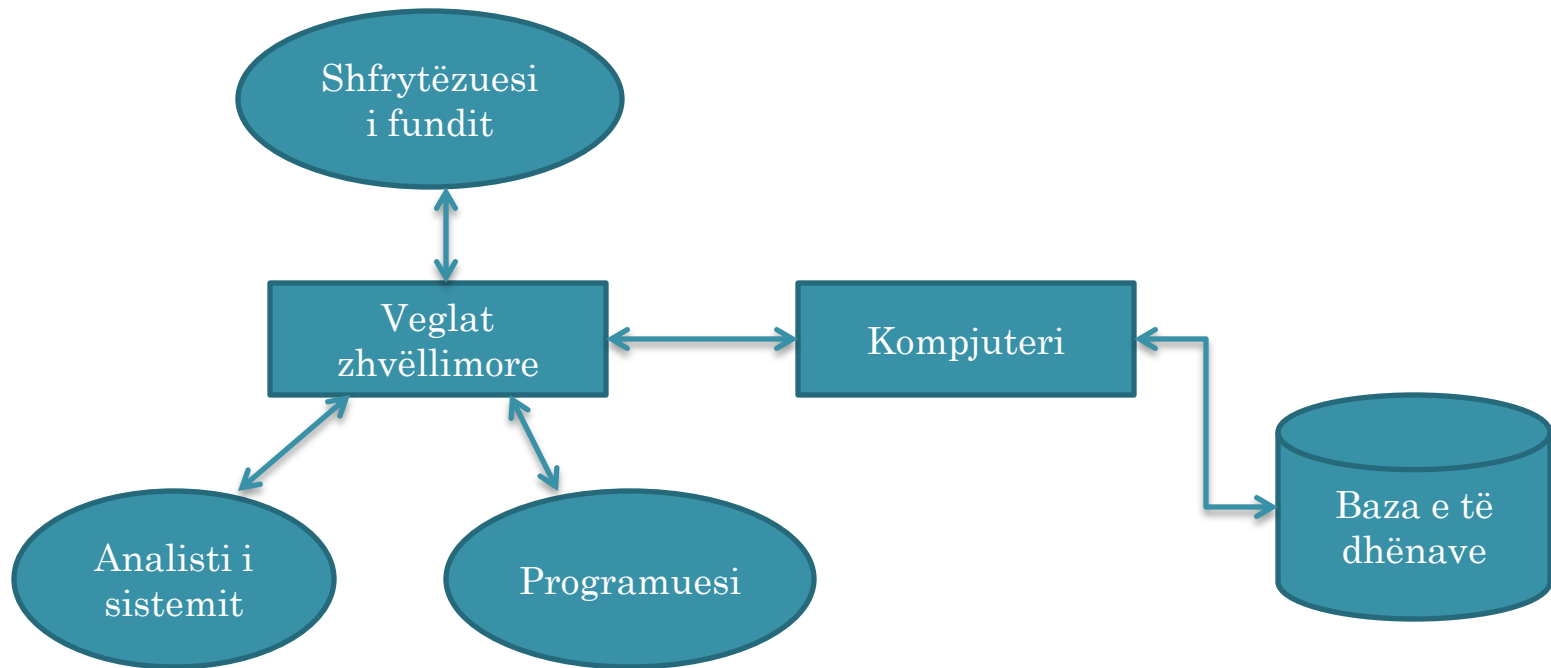 Shfrytëzuesi
i fundit
Veglat
zhvëllimore
Kompjuteri
Baza e të
dhënave
Analisti i
sistemit
Programuesi